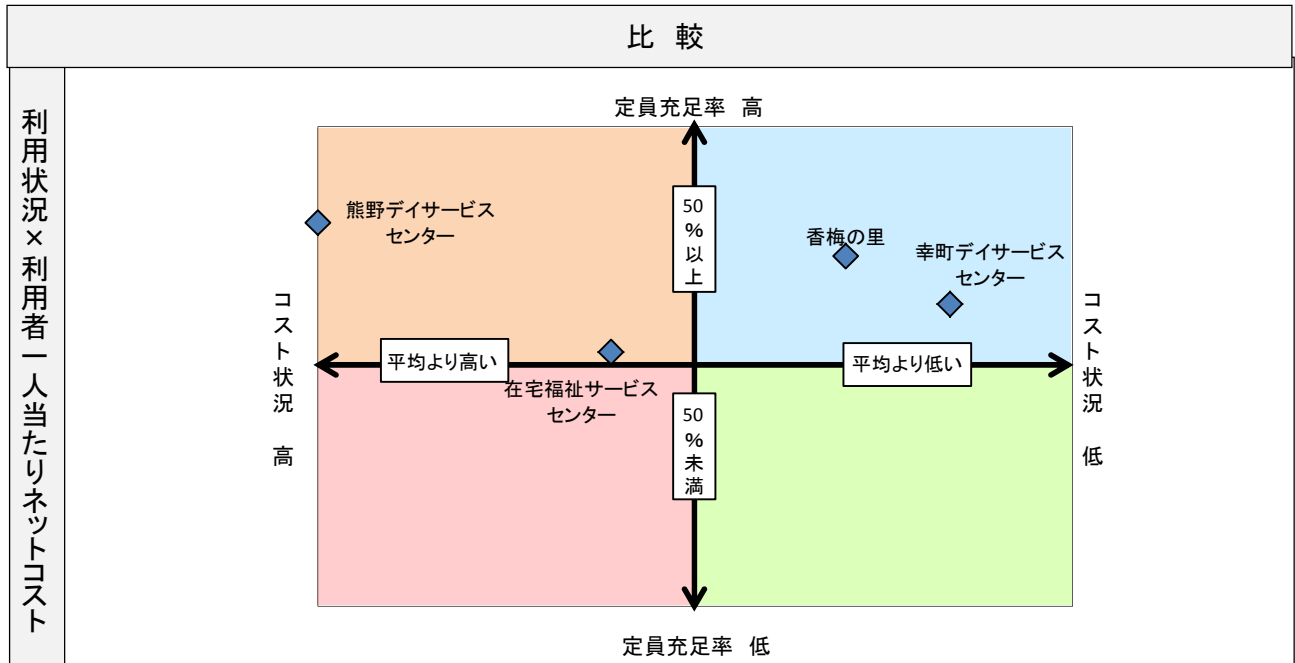 比 較
利用状況×利用者一人当たりネットコスト
定員充足率 高
50%以上
熊野デイサービス
センター
香梅の里
幸町デイサービス
センター
コスト状況 高
平均より高い
平均より低い
コスト状況 低
在宅福祉サービス
センター
50%未満
定員充足率 低